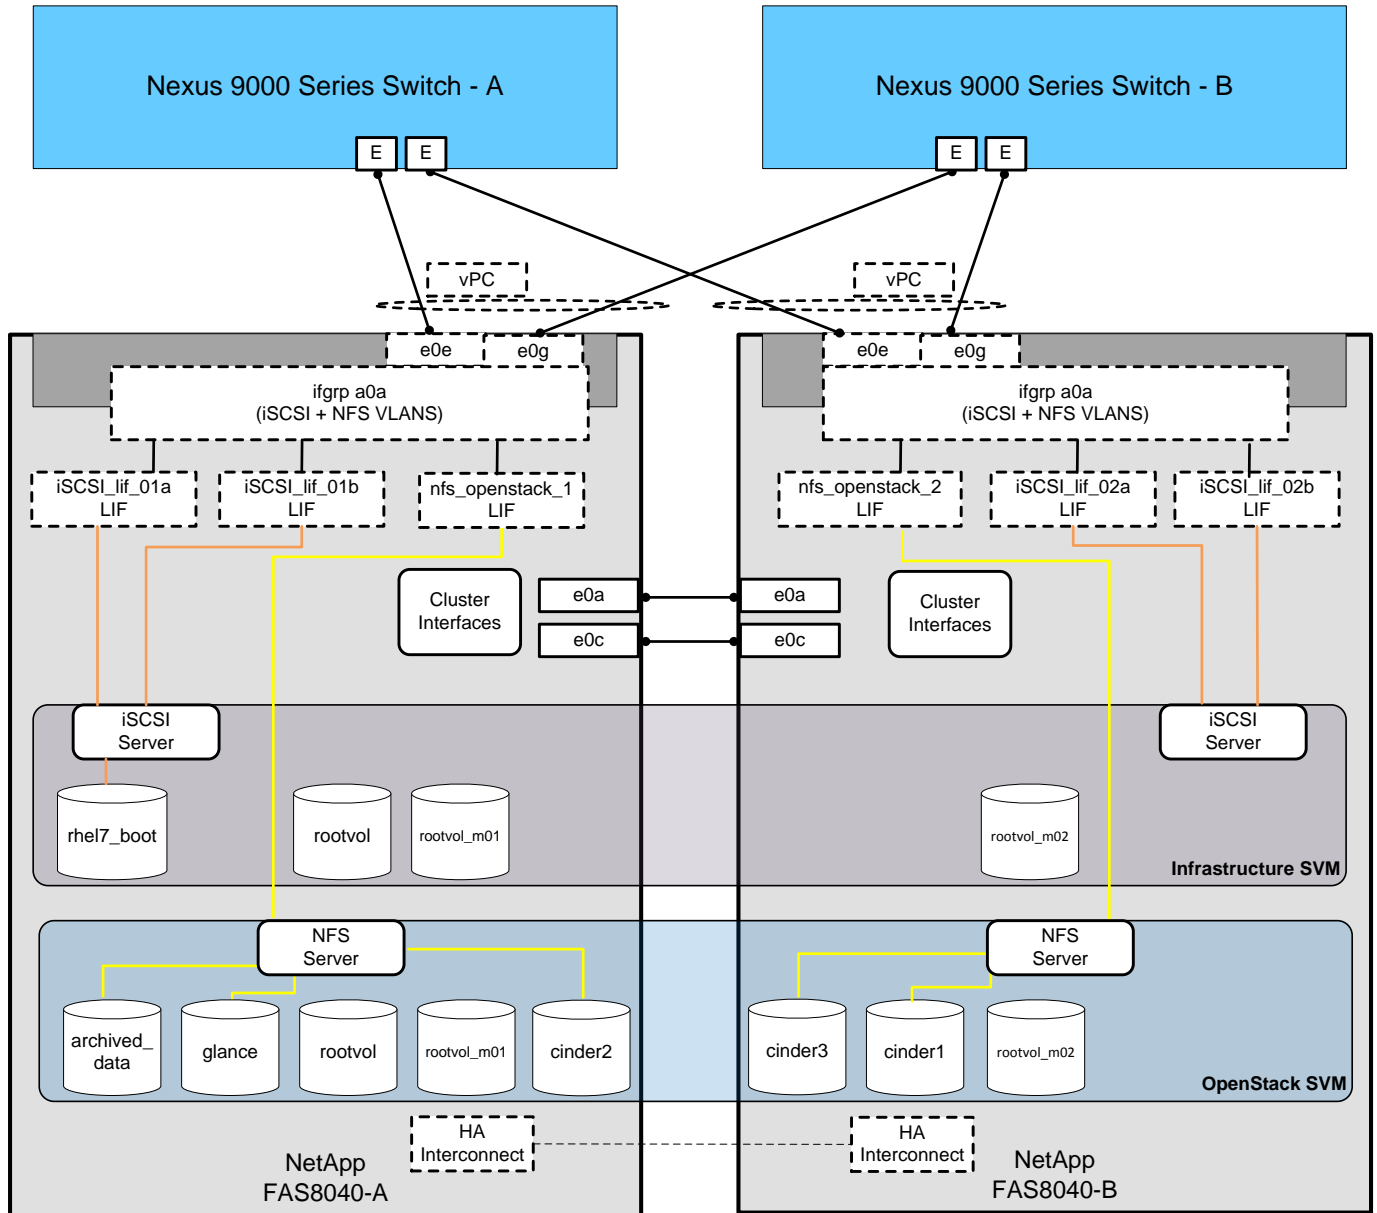 Nexus 9000 Series Switch - A
Nexus 9000 Series Switch - B
E E
E E
vPC
vPC
e0e e0g
e0e e0g
ifgrp a0a
(iSCSI + NFS VLANS)
ifgrp a0a
(iSCSI + NFS VLANS)
iSCSI_lif_01a
LIF
iSCSI_lif_01b
LIF
nfs_openstack_1
LIF
nfs_openstack_2
LIF
iSCSI_lif_02a
LIF
iSCSI_lif_02b
LIF
Cluster
Interfaces
e0a
e0c
e0a
e0c
Cluster
Interfaces
iSCSI
Server
iSCSI
Server
rhel7_boot
rootvol
rootvol_m01
rootvol_m02
Infrastructure SVM
NFS
Server
NFS
Server
archived_
data
glance
rootvol
rootvol_m01
cinder2
cinder3
cinder1
rootvol_m02
OpenStack SVM
HA
Interconnect
HA
Interconnect
NetApp
FAS8040-A
NetApp
FAS8040-B